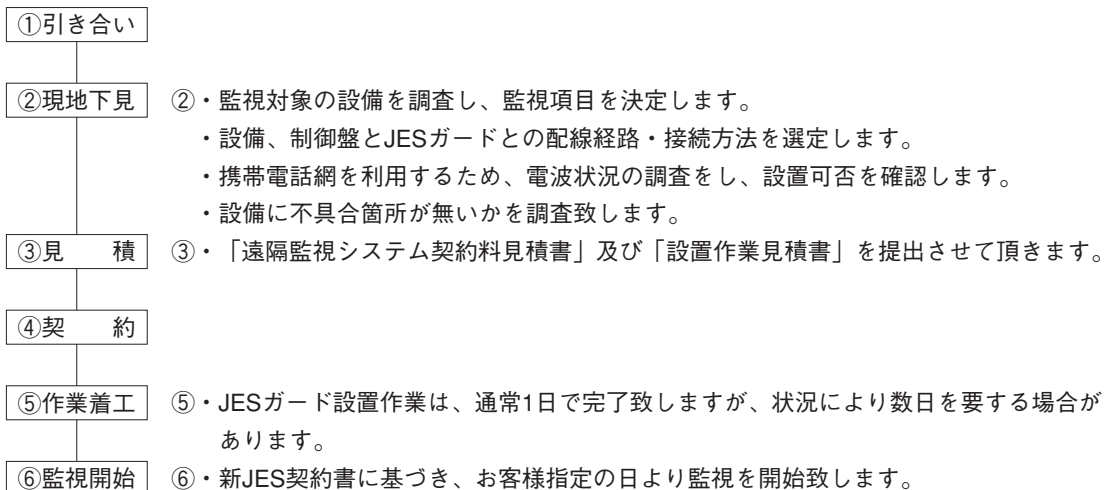 ①引き合い
②現地下見 ②・監視対象の設備を調査し、監視項目を決定します。
・設備、制御盤とJESガードとの配線経路・接続方法を選定します。
・携帯電話網を利用するため、電波状況の調査をし、設置可否を確認します。
・設備に不具合箇所が無いかを調査致します。
③見　積 ③・「遠隔監視システム契約料見積書」及び「設置作業見積書」を提出させて頂きます。
④契　約
⑤作業着工 ⑤・JESガード設置作業は、通常1日で完了致しますが、状況により数日を要する場合が
あります。
⑥監視開始 ⑥・新JES契約書に基づき、お客様指定の日より監視を開始致します。